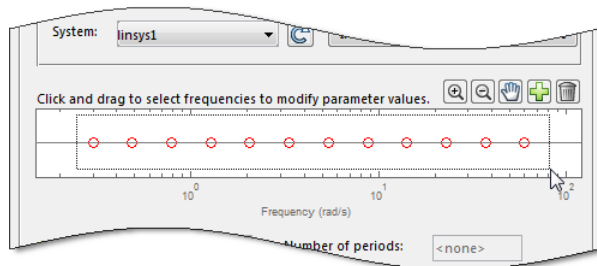 System: linsys1
Click and drag to select frequencies to modify parameter values.
10^0 10^1 10^2
Frequency (rad/s)
Number of periods: <none>